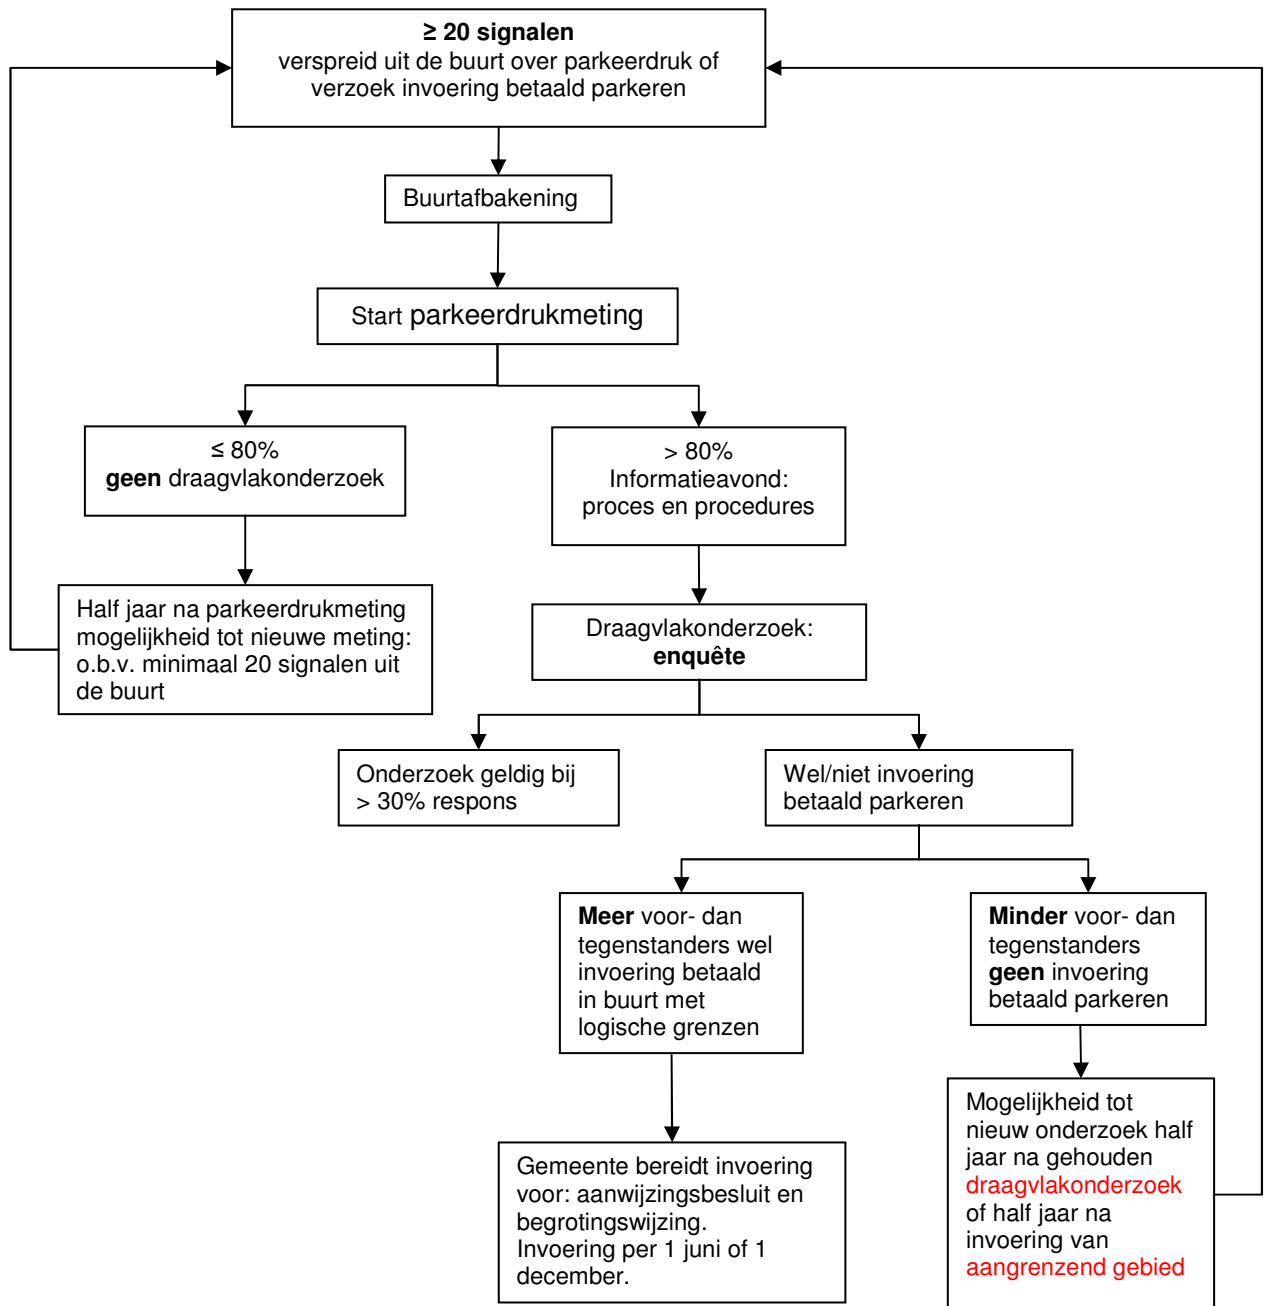 ≥ 20 signalen
verspreid uit de buurt over parkeerdruk of
verzoek invoering betaald parkeren
Buurtafbakening
Start parkeerdrukmeting
≤ 80%
geen draagvlakonderzoek
> 80%
Informatieavond:
proces en procedures
Half jaar na parkeerdrukmeting
mogelijkheid tot nieuwe meting:
o.b.v. minimaal 20 signalen uit
de buurt
Draagvlakonderzoek:
enquête
Onderzoek geldig bij
> 30% respons
Wel/niet invoering
betaald parkeren
Meer voor- dan
tegenstanders wel
invoering betaald
in buurt met
logische grenzen
Minder voor- dan
tegenstanders
geen invoering
betaald parkeren
Gemeente bereidt invoering
voor: aanwijzingsbesluit en
begrotingswijzing.
Invoering per 1 juni of 1
december.
Mogelijkheid tot
nieuw onderzoek half
jaar na gehouden
draagvlakonderzoek
of half jaar na
invoering van
aangrenzend gebied